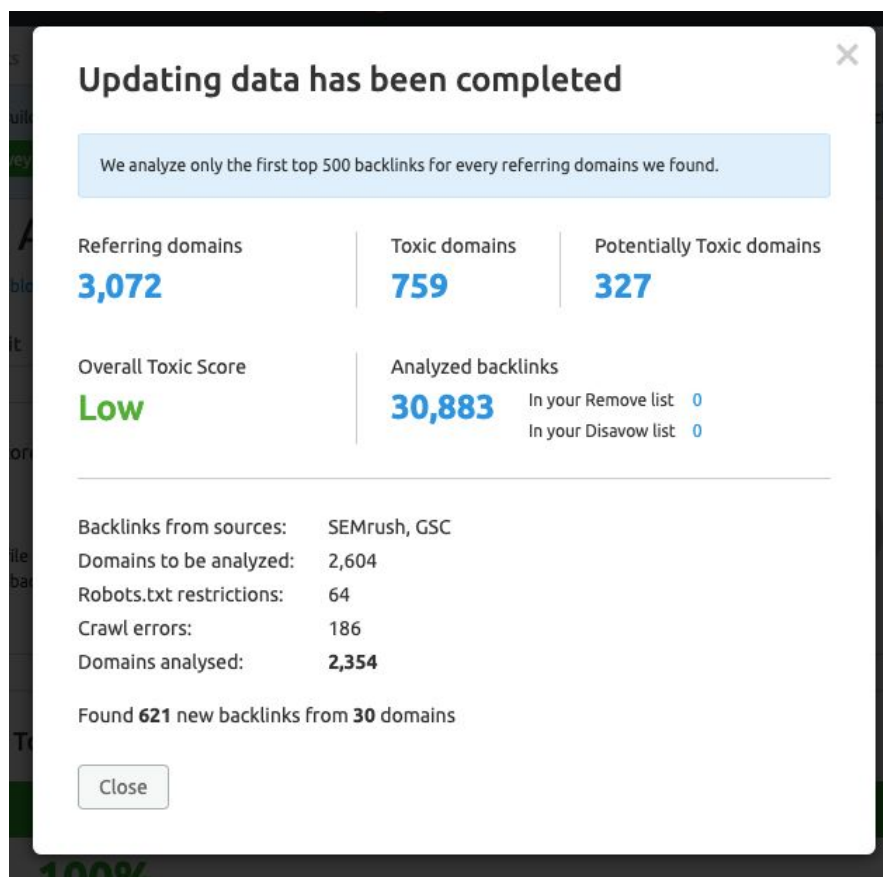 Updating data has been completed
We analyze only the first top 500 backlinks for every referring domains we found.
Referring domains
3,072
Toxic domains
759
Potentially Toxic domains
327
Overall Toxic Score
Low
Analyzed backlinks
30,883
In your Remove list 0
In your Disavow list 0
Backlinks from sources: SEMrush, GSC
Domains to be analyzed: 2,604
Robots.txt restrictions: 64
Crawl errors: 186
Domains analysed: 2,354
Found 621 new backlinks from 30 domains
Close
100%